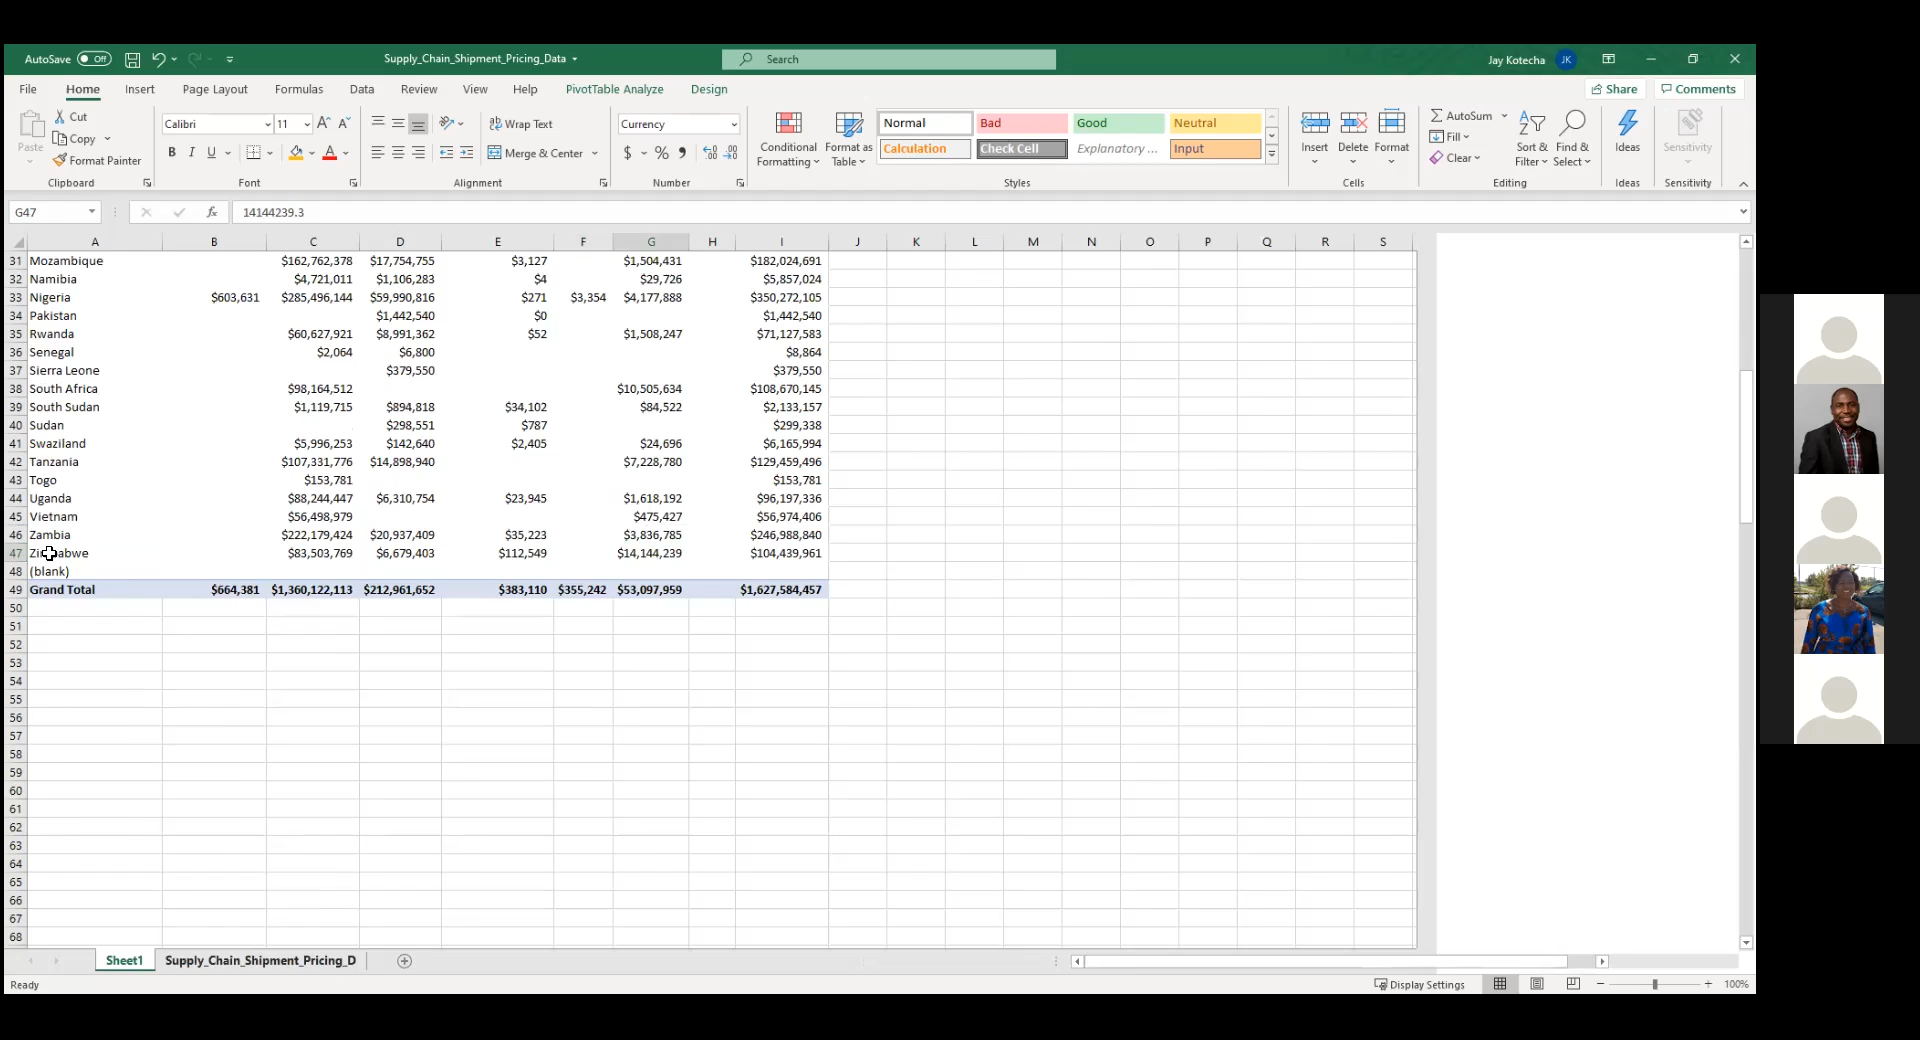 AutoSave Off Supply_Chain_Shipment_Pricing_Data Search Jay Kotecha JK
File Home Insert Page Layout Formulas Data Review View Help PivotTable Analyze Design Share Comments
Paste Cut Copy Format Painter
Calibri 11 A A B I U A
Wrap Text Merge & Center
Currency $ % 9
Conditional Formatting Format as Table
Normal Bad Good Neutral
Calculation Check Cell Explanatory ... Input
Insert Delete Format
AutoSum Fill Clear Sort & Filter Find & Select
Ideas Sensitivity
Clipboard Font Alignment Number Styles Cells Editing Ideas Sensitivity
G47 fx 14144239.3
A B C D E F G H I J K L M N O P Q R S
31 Mozambique $162,762,378 $17,754,755 $3,127 $1,504,431 $182,024,691
32 Namibia $4,721,011 $1,106,283 $4 $29,726 $5,857,024
33 Nigeria $603,631 $285,496,144 $59,990,816 $271 $3,354 $4,177,888 $350,272,105
34 Pakistan $1,442,540 $0 $1,442,540
35 Rwanda $60,627,921 $8,991,362 $52 $1,508,247 $71,127,583
36 Senegal $2,064 $6,800 $8,864
37 Sierra Leone $379,550 $379,550
38 South Africa $98,164,512 $10,505,634 $108,670,145
39 South Sudan $1,119,715 $894,818 $34,102 $84,522 $2,133,157
40 Sudan $298,551 $787 $299,338
41 Swaziland $5,996,253 $142,640 $2,405 $24,696 $6,165,994
42 Tanzania $107,331,776 $14,898,940 $7,228,780 $129,459,496
43 Togo $153,781 $153,781
44 Uganda $88,244,447 $6,310,754 $23,945 $1,618,192 $96,197,336
45 Vietnam $56,498,979 $475,427 $56,974,406
46 Zambia $222,179,424 $20,937,409 $35,223 $3,836,785 $246,988,840
47 Zimbabwe $83,503,769 $6,679,403 $112,549 $14,144,239 $104,439,961
48 (blank)
49 Grand Total $664,381 $1,360,122,113 $212,961,652 $383,110 $355,242 $53,097,959 $1,627,584,457
50
51
52
53
54
55
56
57
58
59
60
61
62
63
64
65
66
67
68
Sheet1 Supply_Chain_Shipment_Pricing_D
Ready Display Settings 100%